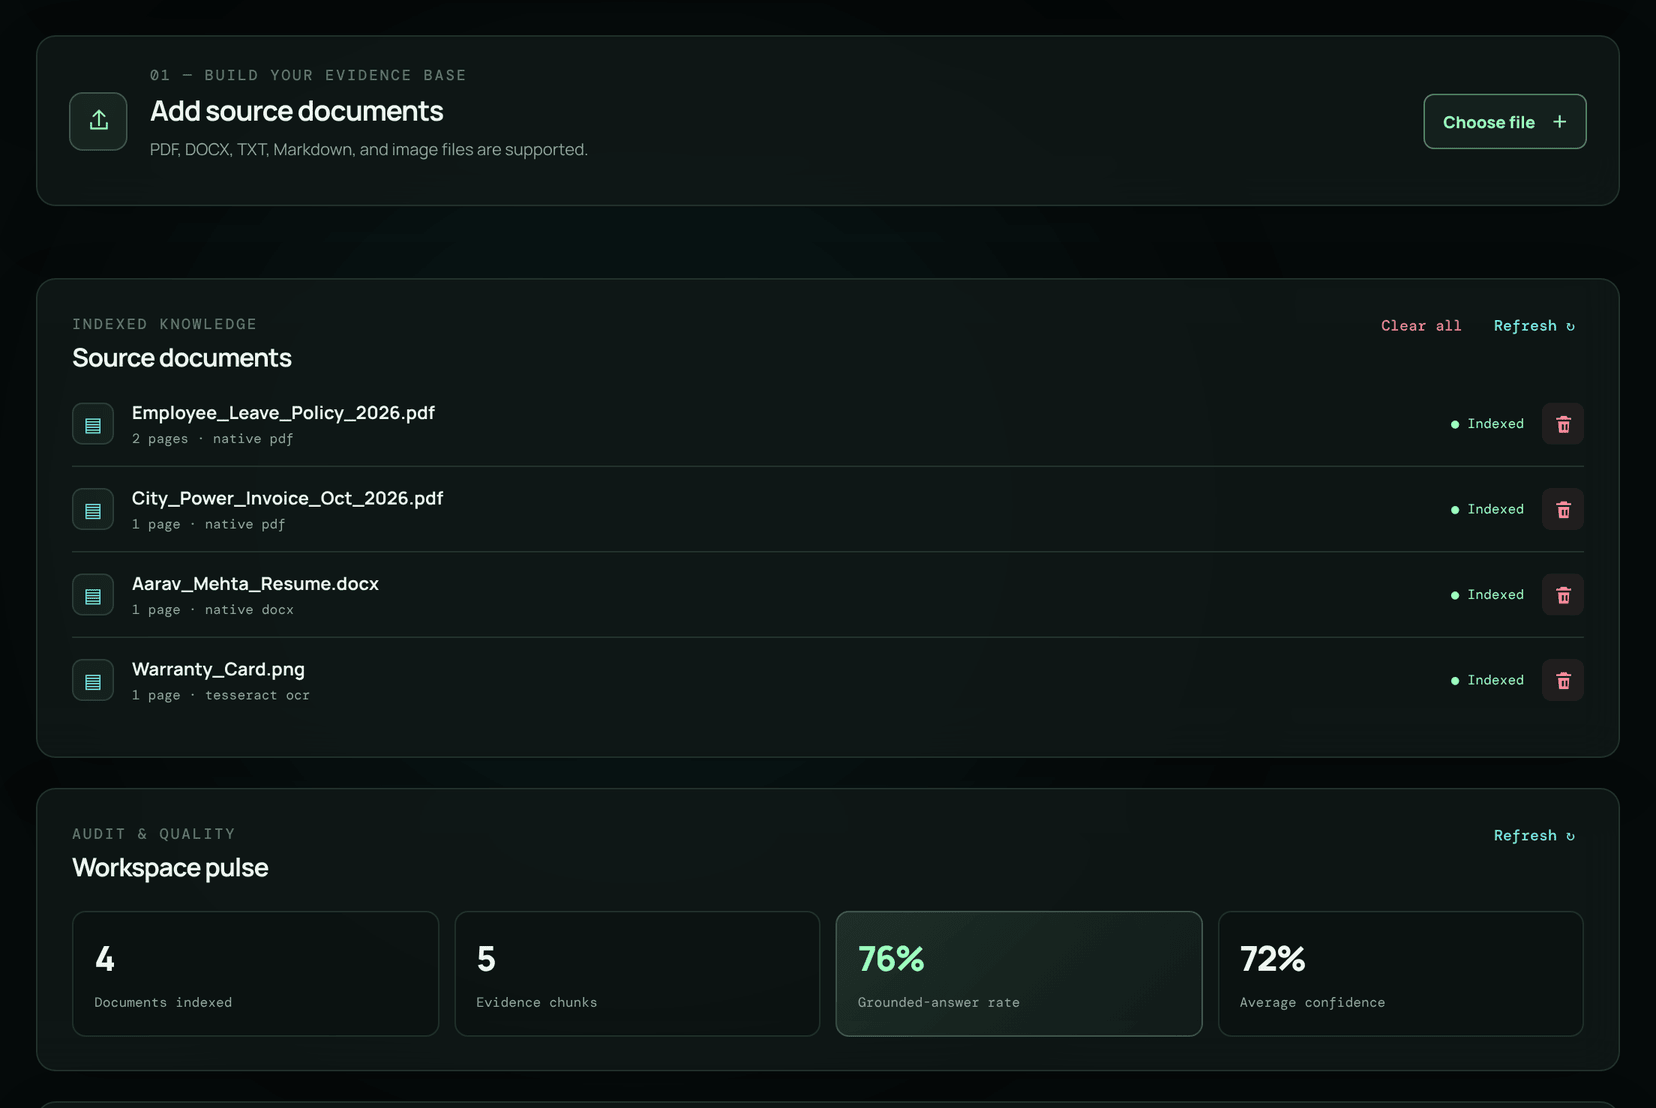 01 — BUILD YOUR EVIDENCE BASE
Add source documents
PDF, DOCX, TXT, Markdown, and image files are supported.
Choose file +
INDEXED KNOWLEDGE
Clear all Refresh ↻
Source documents
Employee_Leave_Policy_2026.pdf
2 pages · native pdf
Indexed
City_Power_Invoice_Oct_2026.pdf
1 page · native pdf
Indexed
Aarav_Mehta_Resume.docx
1 page · native docx
Indexed
Warranty_Card.png
1 page · tesseract ocr
Indexed
AUDIT & QUALITY
Refresh ↻
Workspace pulse
4
Documents indexed
5
Evidence chunks
76%
Grounded-answer rate
72%
Average confidence